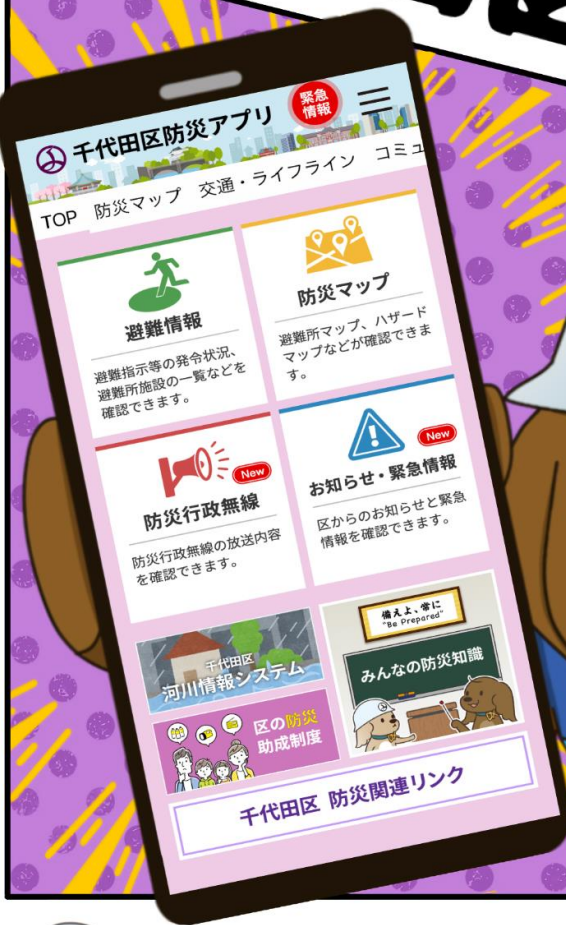 千代田区防災アプリ
緊急
情報
TOP 防災マップ 交通・ライフライン コミュ
避難情報
避難指示等の発令状況、
避難所施設の一覧などを
確認できます。
防災マップ
避難所マップ、ハザード
マップなどが確認できま
す。
New
防災行政無線
防災行政無線の放送内容
を確認できます。
New
お知らせ・緊急情報
区からのお知らせと緊急
情報を確認できます。
千代田区
河川情報システム
備えよ、常に
"Be Prepared"
みんなの防災知識
区の防災
助成制度
千代田区 防災関連リンク